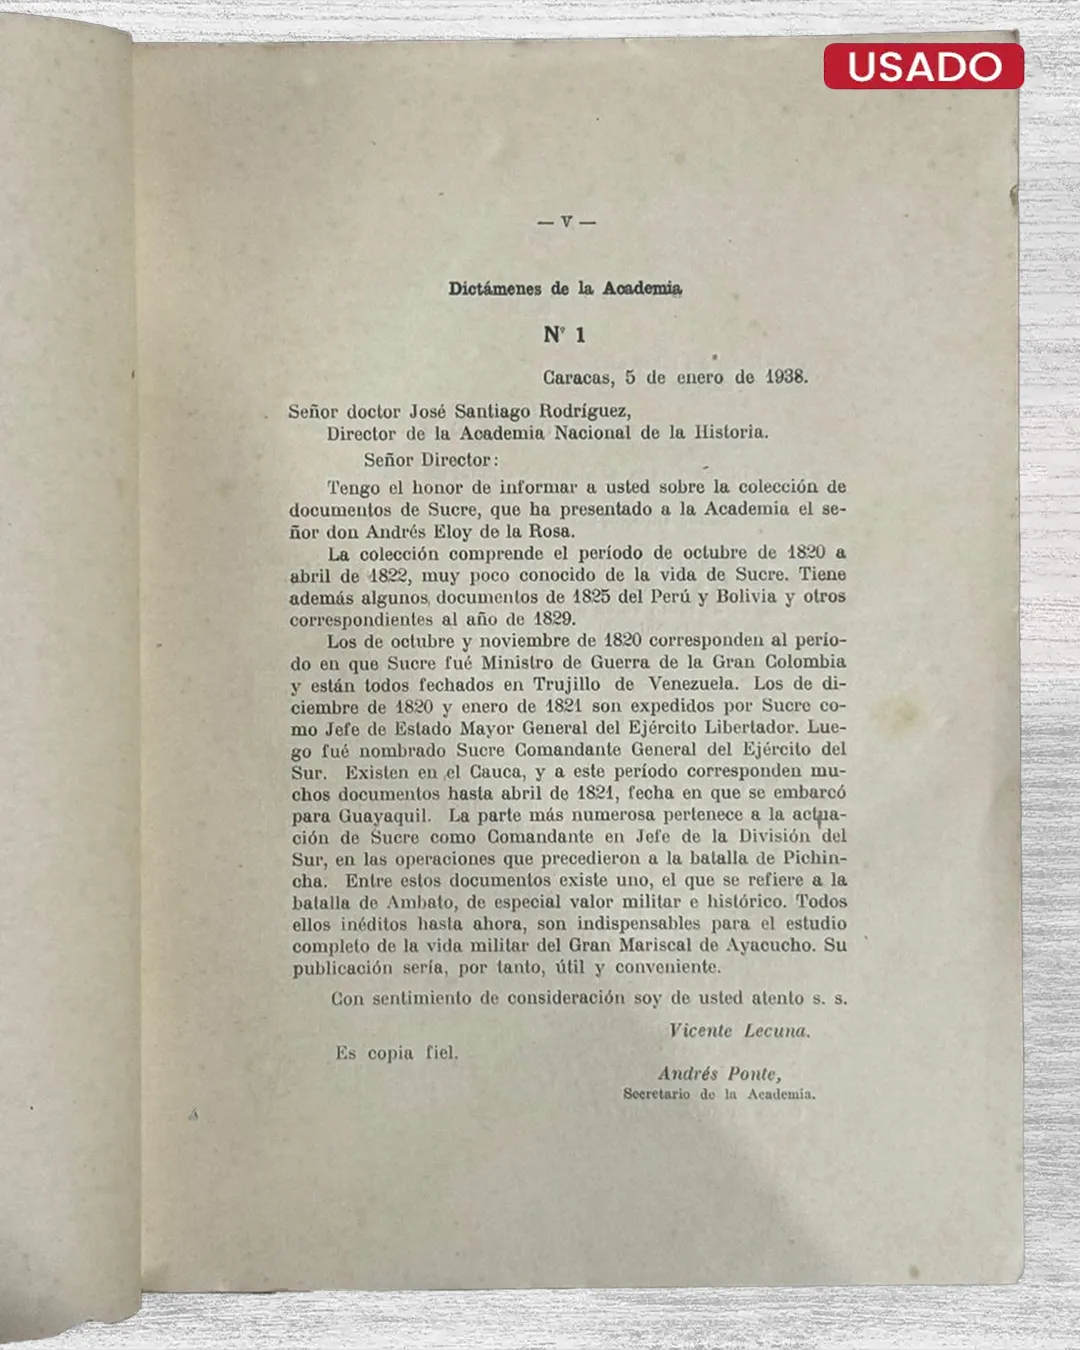 USADO
— V —
Dictámenes de la Academia
Nº 1
Caracas, 5 de enero de 1938.
Señor doctor José Santiago Rodríguez,
Director de la Academia Nacional de la Historia.
Señor Director:
Tengo el honor de informar a usted sobre la colección de
documentos de Sucre, que ha presentado a la Academia el se-
ñor don Andrés Eloy de la Rosa.
La colección comprende el período de octubre de 1820 a
abril de 1822, muy poco conocido de la vida de Sucre. Tiene
además algunos documentos de 1825 del Perú y Bolivia y otros
correspondientes al año de 1829.
Los de octubre y noviembre de 1820 corresponden al perío-
do en que Sucre fué Ministro de Guerra de la Gran Colombia
y están todos fechados en Trujillo de Venezuela. Los de di-
ciembre de 1820 y enero de 1821 son expedidos por Sucre co-
mo Jefe de Estado Mayor General del Ejército Libertador. Lue-
go fué nombrado Sucre Comandante General del Ejército del
Sur. Existen en el Cauca, y a este período corresponden mu-
chos documentos hasta abril de 1821, fecha en que se embarcó
para Guayaquil. La parte más numerosa pertenece a la actua-
ción de Sucre como Comandante en Jefe de la División del
Sur, en las operaciones que precedieron a la batalla de Pichin-
cha. Entre estos documentos existe uno, el que se refiere a la
batalla de Ambato, de especial valor militar e histórico. Todos
ellos inéditos hasta ahora, son indispensables para el estudio
completo de la vida militar del Gran Mariscal de Ayacucho. Su
publicación sería, por tanto, útil y conveniente.
Con sentimiento de consideración soy de usted atento s. s.
Vicente Lecuna.
Es copia fiel.
Andrés Ponte,
Secretario de la Academia.